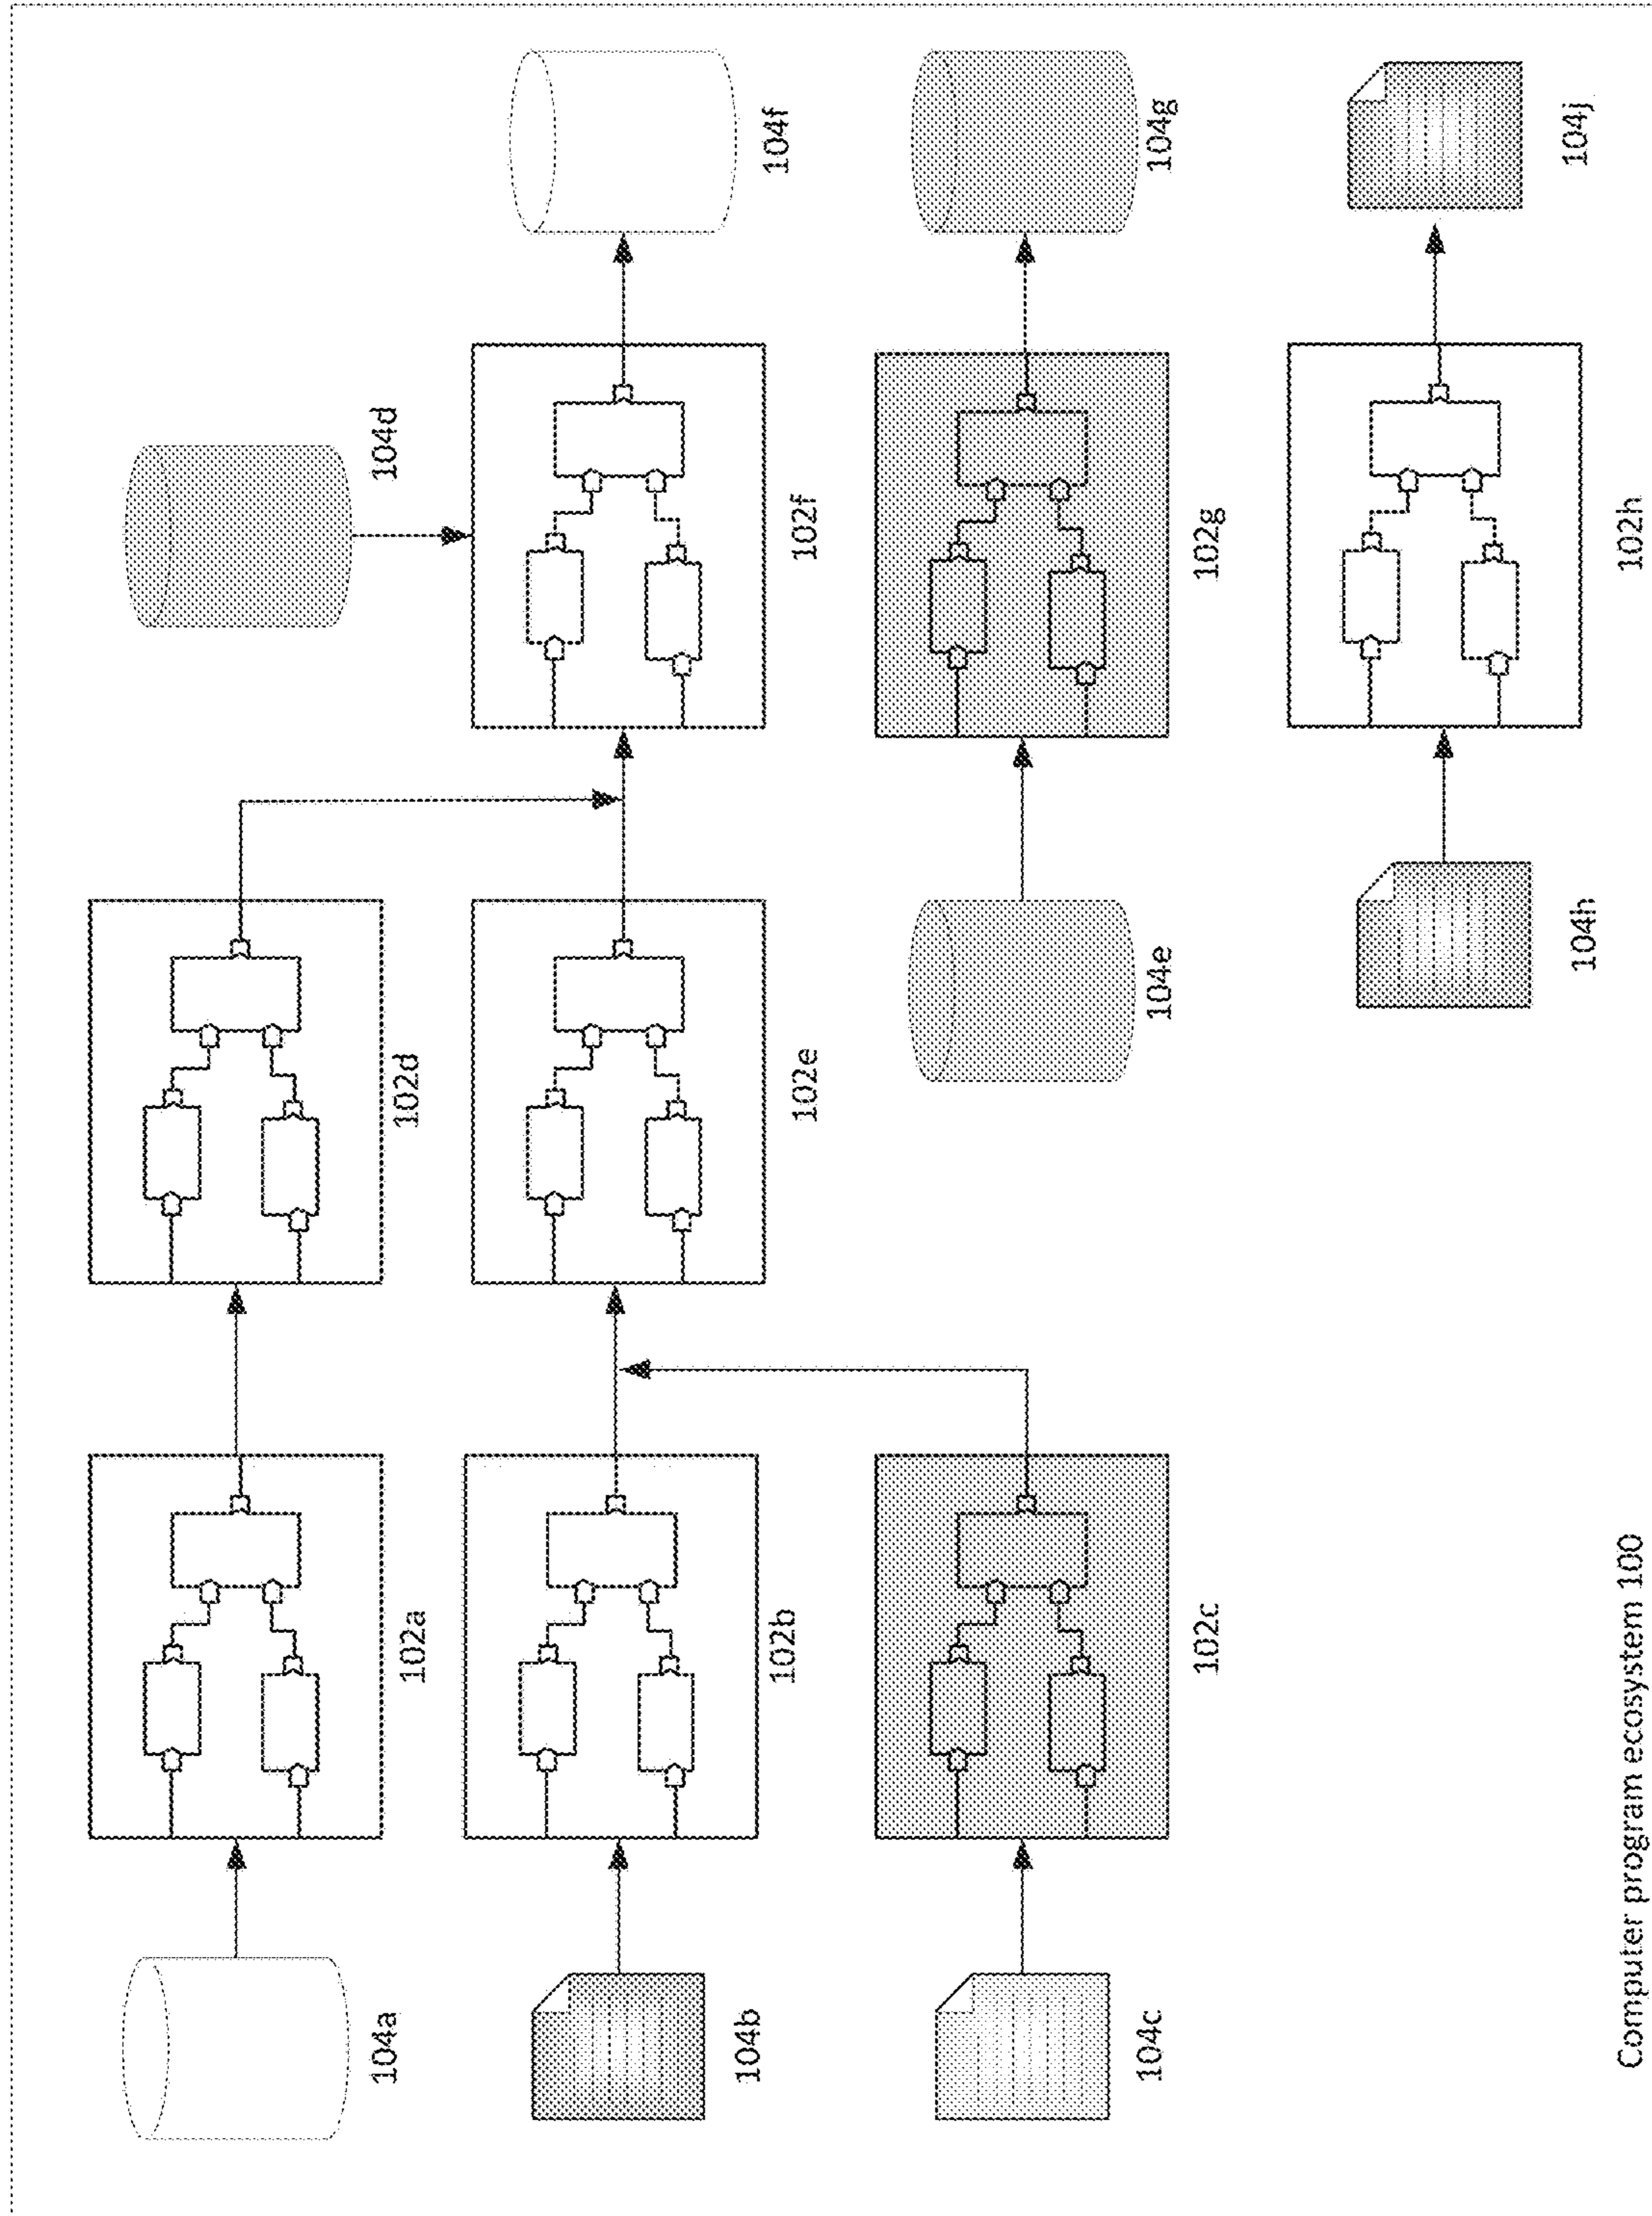 104a
102a
102d
104d
104b
102b
102e
102f
104f
104c
102c
104e
102g
104g
104h
102h
104j
Computer program ecosystem 100